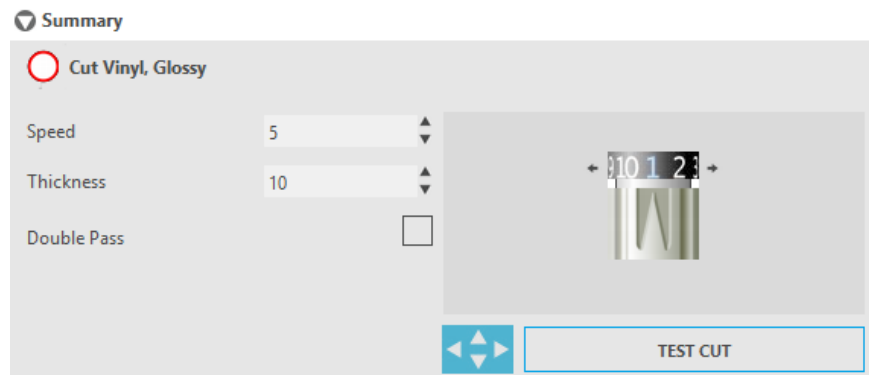 Summary
Cut Vinyl, Glossy
Speed 5
Thickness 10
10 1 2
Double Pass
TEST CUT